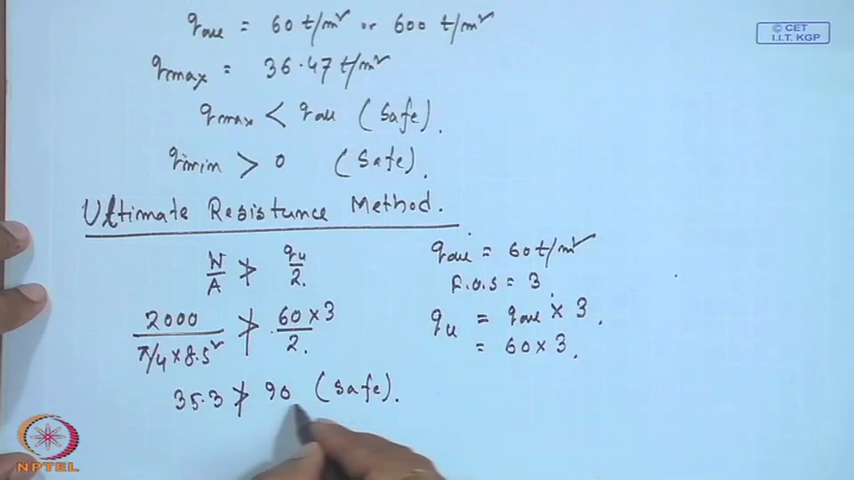 q_all = 60 t/m² or 600 t/m²
© CET
I.I.T. KGP
q_max = 36.47 t/m²
q_max < q_all (Safe).
q_min > 0 (Safe).
Ultimate Resistance Method.
N/A ≯ q_u/2.
q_all = 60 t/m²
F.O.S = 3.
2000/(π/4 × 8.5²) ≯ 60 × 3/2.
q_u = q_all × 3.
= 60 × 3.
35.3 ≯ 90 (Safe).
NPTEL